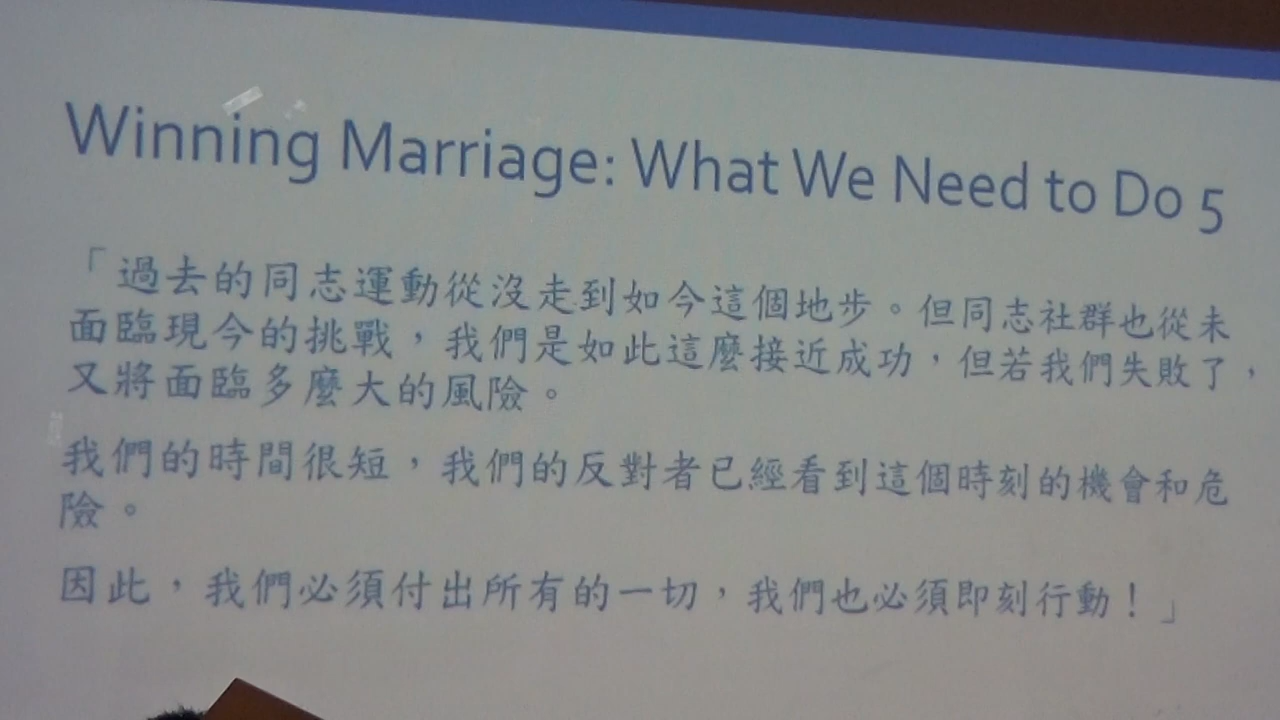 Winning Marriage: What We Need to Do 5
「過去的同志運動從沒走到如今這個地步。但同志社群也從未
面臨現今的挑戰，我們是如此這麼接近成功，但若我們失敗了，
又將面臨多麼大的風險。
我們的時間很短，我們的反對者已經看到這個時刻的機會和危
險。
因此，我們必須付出所有的一切，我們也必須即刻行動！」